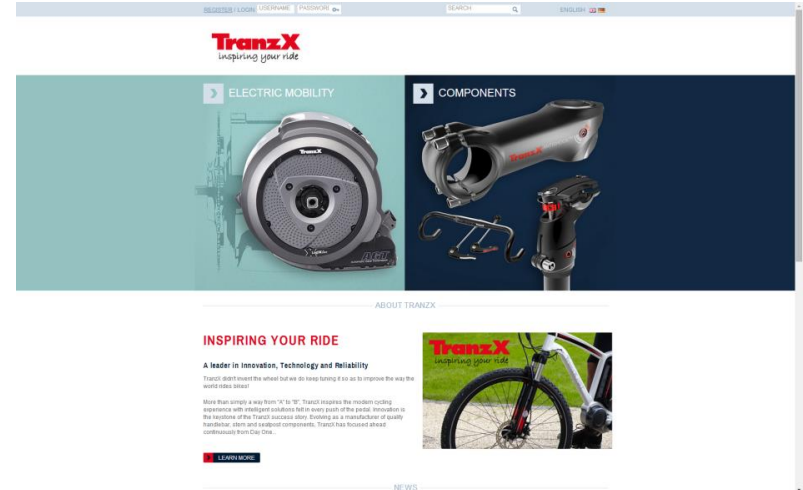 REGISTER / LOGIN USERNAME PASSWORD
SEARCH
ENGLISH
TranzX
inspiring your ride
ELECTRIC MOBILITY
COMPONENTS
TranzX
AGT
TranzX
ABOUT TRANZX
INSPIRING YOUR RIDE
A leader in Innovation, Technology and Reliability
TranzX didn't invent the wheel but we do keep tuning it so as to improve the way the
world rides bikes!
More than simply a way from "A" to "B", TranzX inspires the modern cycling
experience with intelligent solutions felt in every push of the pedal. Innovation is
the keystone of the TranzX success story. Evolving as a manufacturer of quality
handlebar, stem and seatpost components, TranzX has focused ahead
continuously from Day One...
LEARN MORE
TranzX
inspiring your ride
NEWS